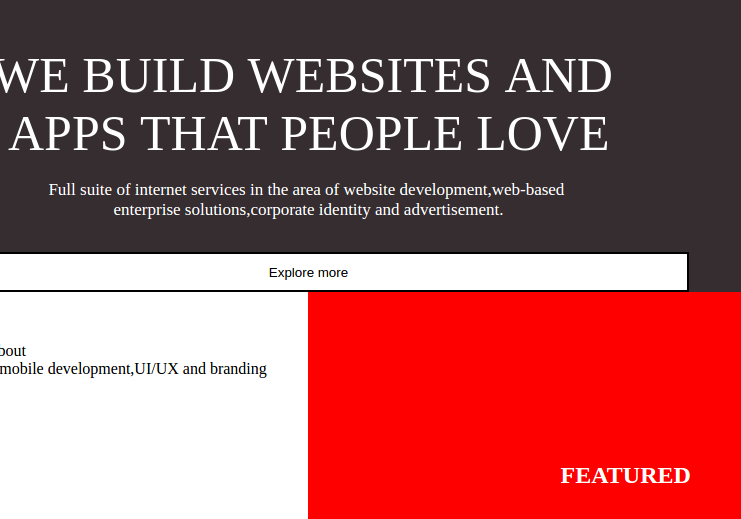 WE BUILD WEBSITES AND
APPS THAT PEOPLE LOVE
Full suite of internet services in the area of website development,web-based
enterprise solutions,corporate identity and advertisement.
Explore more
bout
mobile development,UI/UX and branding
FEATURED